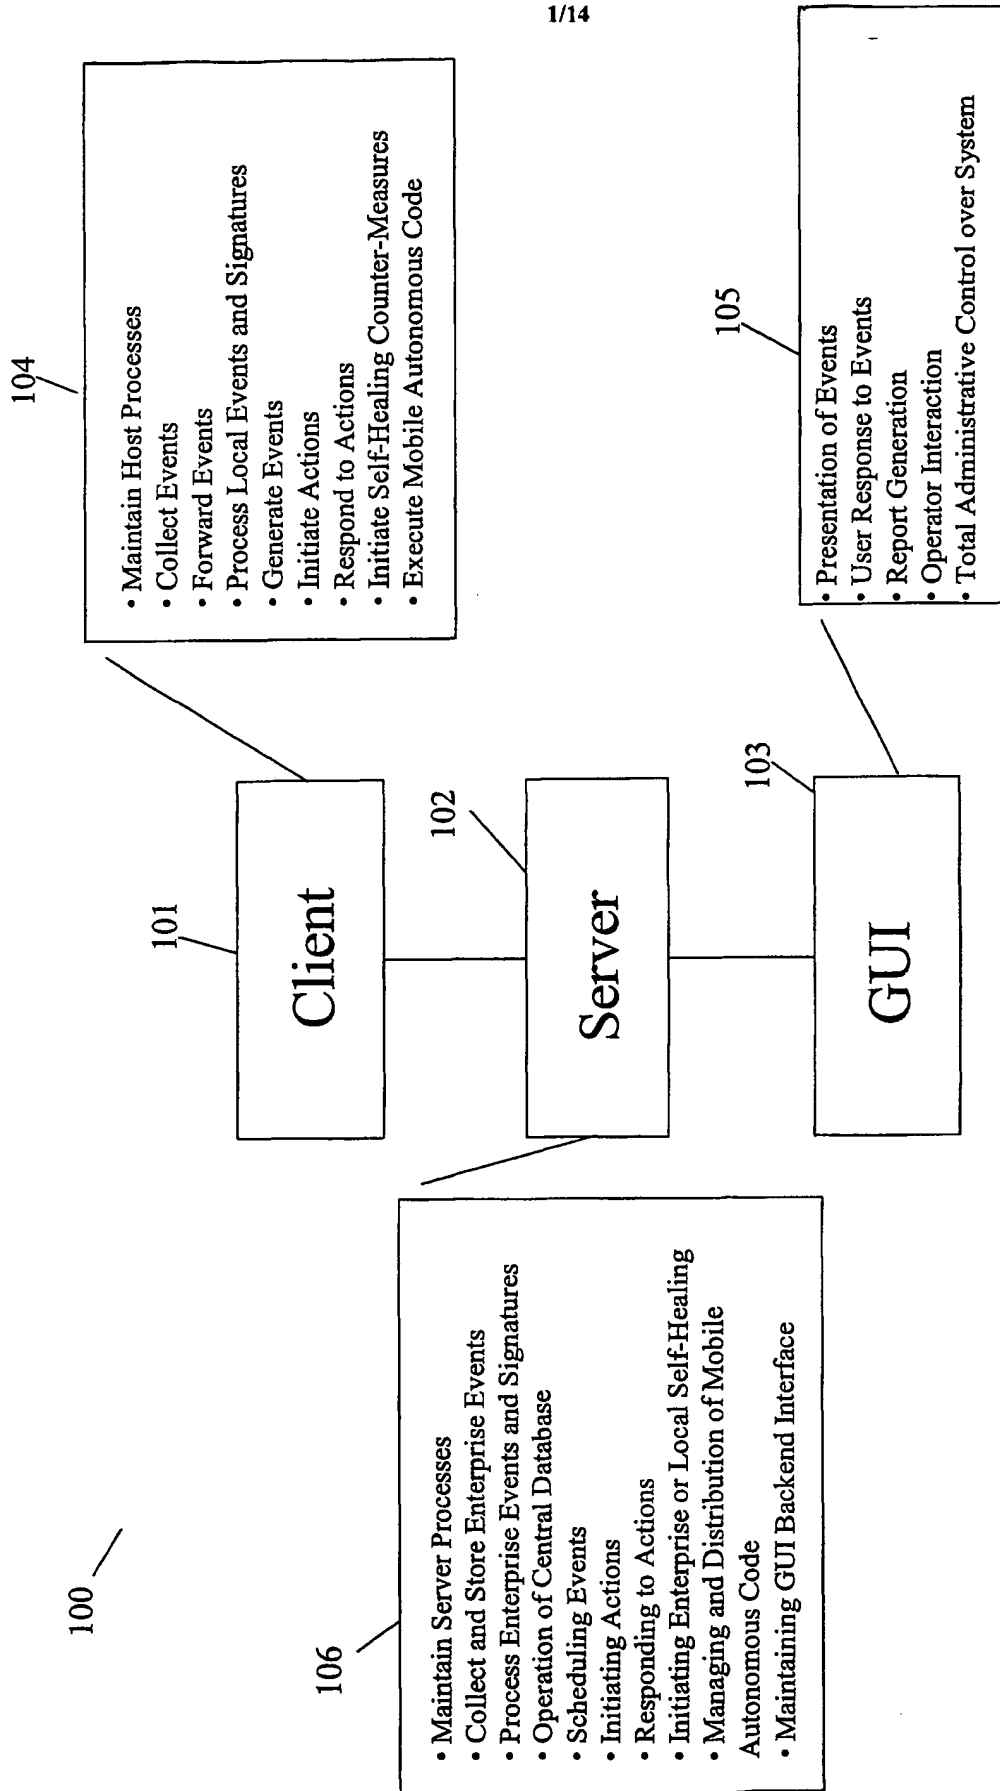 1/14
100
101
Client
102
Server
103
GUI
104
• Maintain Host Processes
• Collect Events
• Forward Events
• Process Local Events and Signatures
• Generate Events
• Initiate Actions
• Respond to Actions
• Initiate Self-Healing Counter-Measures
• Execute Mobile Autonomous Code
105
• Presentation of Events
• User Response to Events
• Report Generation
• Operator Interaction
• Total Administrative Control over System
106
• Maintain Server Processes
• Collect and Store Enterprise Events
• Process Enterprise Events and Signatures
• Operation of Central Database
• Scheduling Events
• Initiating Actions
• Responding to Actions
• Initiating Enterprise or Local Self-Healing
• Managing and Distribution of Mobile
Autonomous Code
• Maintaining GUI Backend Interface